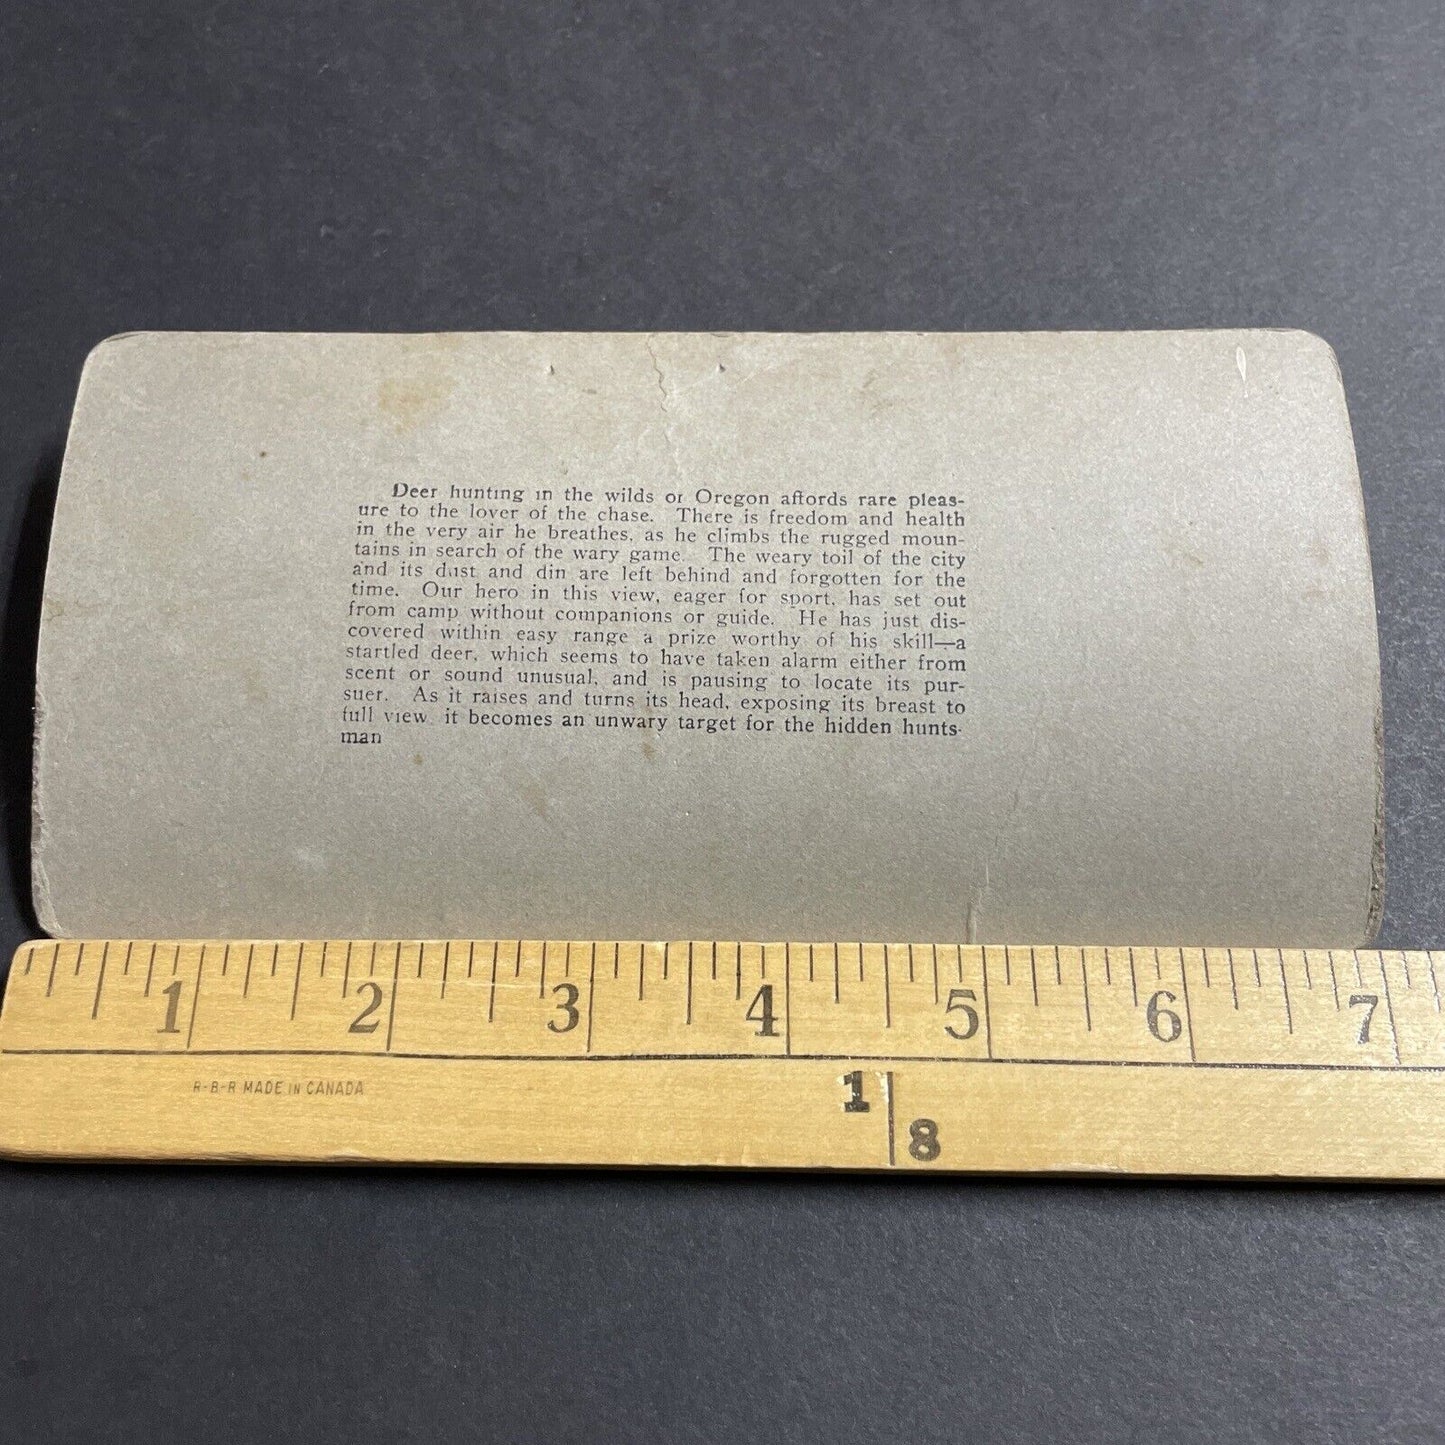 Deer hunting in the wilds or Oregon affords rare pleas-
ure to the lover of the chase. There is freedom and health
in the very air he breathes, as he climbs the rugged moun-
tains in search of the wary game. The weary toil of the city
and its dust and din are left behind and forgotten for the
time. Our hero in this view, eager for sport, has set out
from camp without companions or guide. He has just dis-
covered within easy range a prize worthy of his skill—a
startled deer, which seems to have taken alarm either from
scent or sound unusual, and is pausing to locate its pur-
suer. As it raises and turns its head, exposing its breast to
full view it becomes an unwary target for the hidden hunts-
man
1 2 3 4 5 6 7
R-B-R MADE IN CANADA
1
8